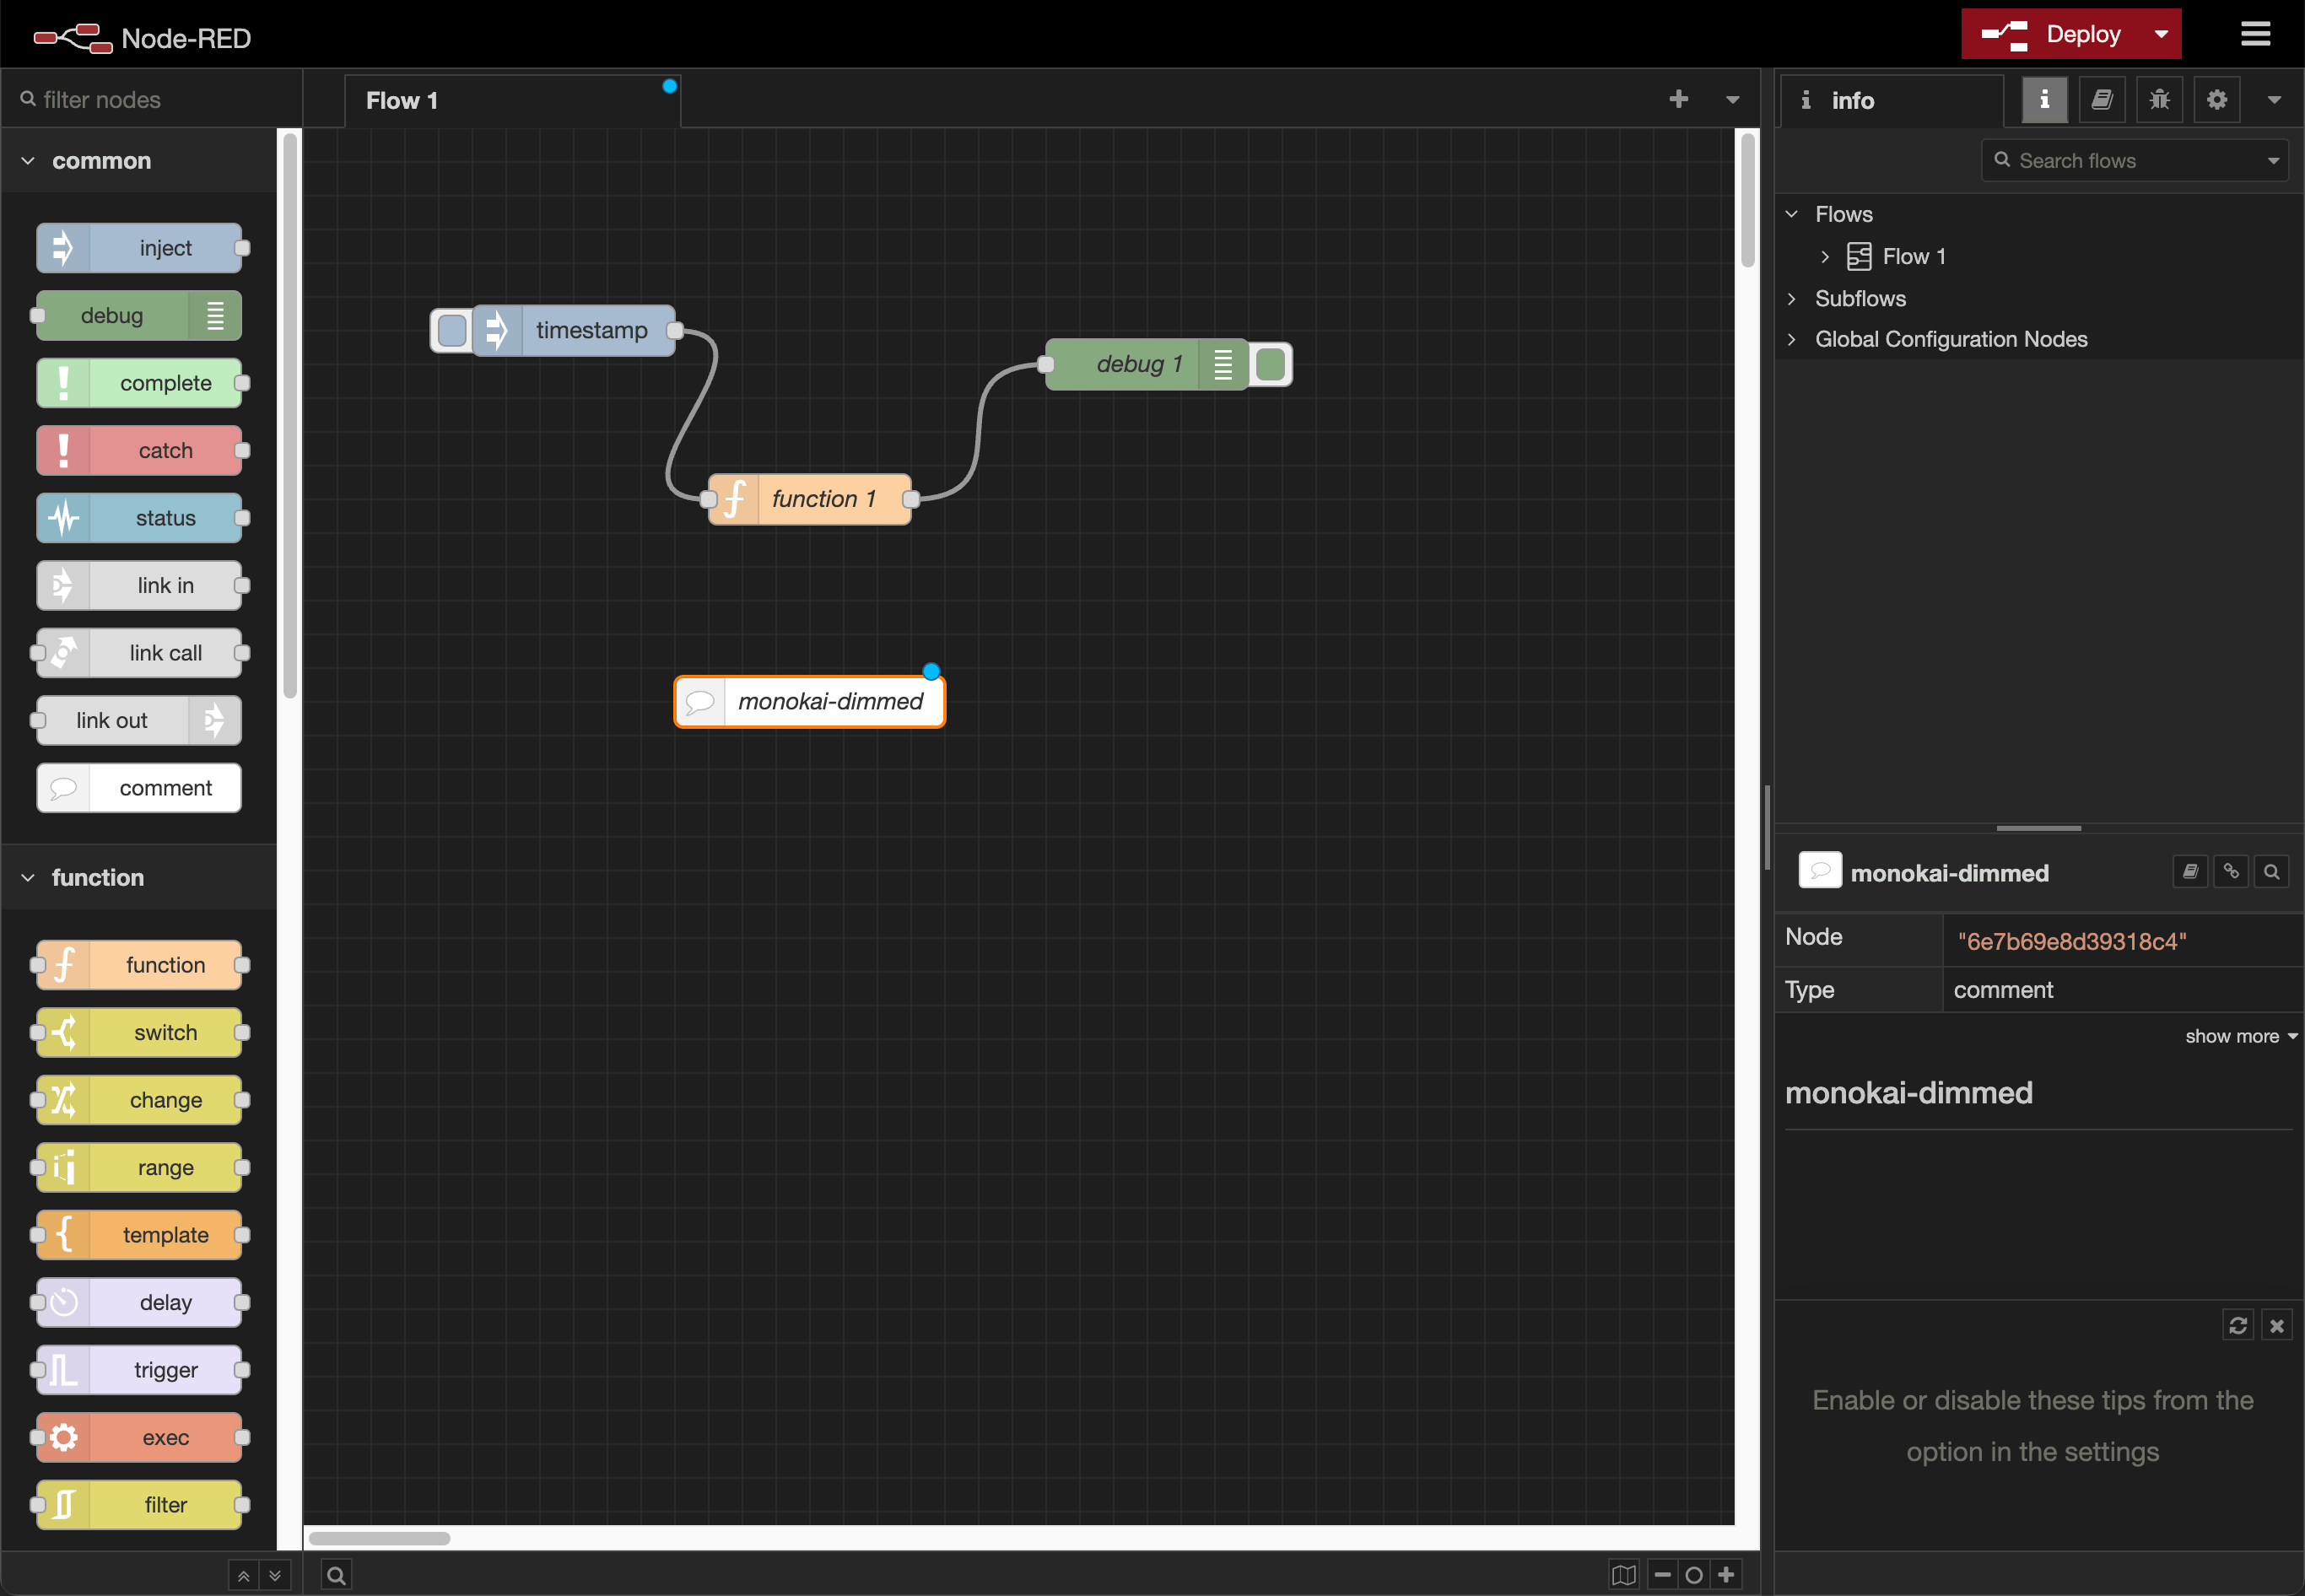 Node-RED
Deploy
filter nodes
common
inject
debug
complete
catch
status
link in
link call
link out
comment
function
function
switch
change
range
template
delay
trigger
exec
filter
Flow 1
timestamp
debug 1
function 1
monokai-dimmed
info
Search flows
Flows
Flow 1
Subflows
Global Configuration Nodes
monokai-dimmed
Node "6e7b69e8d39318c4"
Type comment
show more
monokai-dimmed
Enable or disable these tips from the
option in the settings